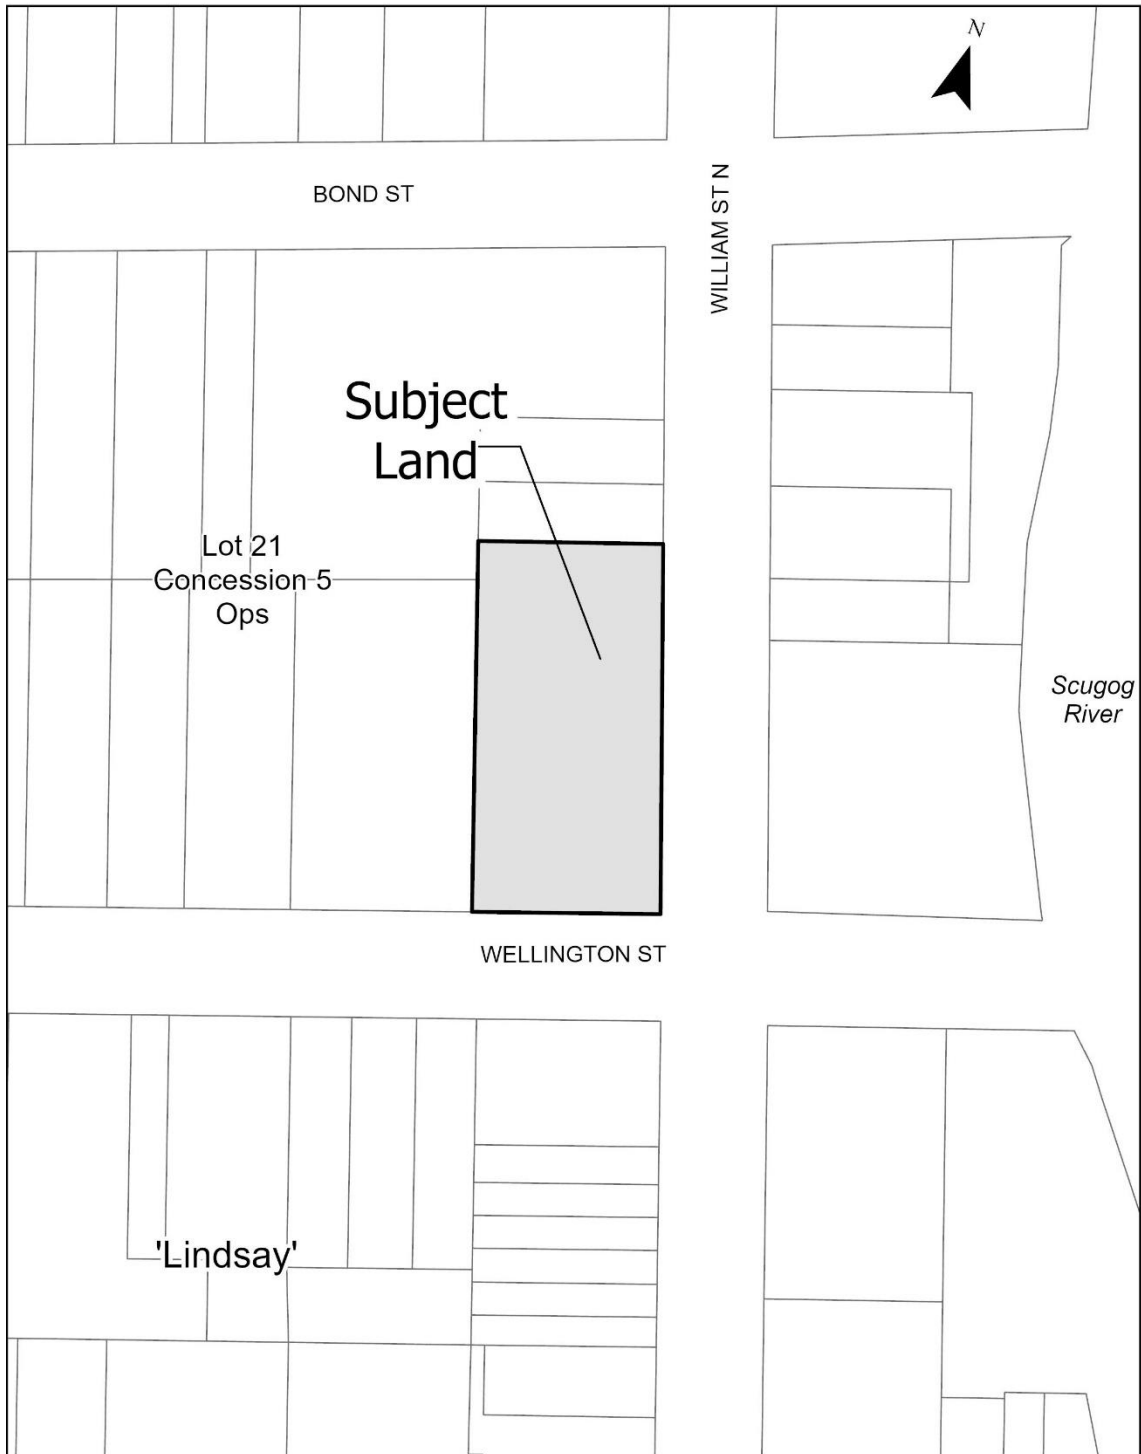 N
BOND ST
WILLIAM ST N
Subject
Land
Lot 21
Concession 5
Ops
Scugog
River
WELLINGTON ST
'Lindsay'